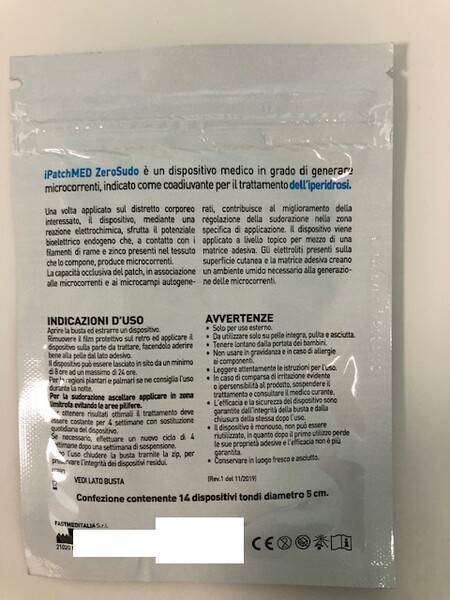 iPatchMED ZeroSudo è un dispositivo medico in grado di generare
microcorrenti, indicato come coadiuvante per il trattamento dell'iperidrosi.
Una volta applicato sul distretto corporeo
interessato, il dispositivo, mediante una
reazione elettrochimica, sfrutta il potenziale
bioelettrico endogeno che, a contatto con i
filamenti di rame e zinco presenti nel tessuto
che lo compone, produce microcorrenti.
La capacità occlusiva del patch, in associazione
alle microcorrenti e ai microcampi autogene-
rati, contribuisce al miglioramento della
regolazione della sudorazione nella zona
specifica di applicazione. Il dispositivo viene
applicato a livello topico per mezzo di una
matrice adesiva. Gli elettroliti presenti sulla
superficie cutanea e la matrice adesiva creano
un ambiente umido necessario alla generazio-
ne delle microcorrenti.
INDICAZIONI D'USO
Aprire la busta ed estrarre un dispositivo.
Rimuovere il film protettivo sul retro ed applicare il
dispositivo sulla parte da trattare, facendolo aderire
bene alla pelle dal lato adesivo.
Il dispositivo può essere lasciato in sito da un minimo
di 8 ore ad un massimo di 24 ore.
Per le regioni plantari e palmari se ne consiglia l'uso
durante la notte.
Per la sudorazione ascellare applicare in zona
limitrofa evitando le aree pilifere.
Per ottenere risultati ottimali il trattamento deve
essere costante per 4 settimane con sostituzione
quotidiana del dispositivo.
Se necessario, effettuare un nuovo ciclo di 4
settimane dopo una settimana di sospensione.
Dopo l'uso chiudere la busta tramite la zip, per
preservare l'integrità dei dispositivi residui.
VEDI LATO BUSTA
AVVERTENZE
• Solo per uso esterno.
• Da utilizzare solo su pelle integra, pulita e asciutta.
• Tenere lontano dalla portata dei bambini.
• Non usare in gravidanza e in caso di allergie
ai componenti.
• Leggere attentamente le istruzioni per l'uso.
• In caso di comparsa di irritazione evidente
o ipersensibilità al prodotto, sospendere il
trattamento e consultare il medico curante.
• L'efficacia e la sicurezza del dispositivo sono
garantite dall'integrità della busta e dalla
chiusura della stessa dopo l'uso.
• Il dispositivo è monouso, non può essere
riutilizzato, in quanto dopo il primo utilizzo perde
le sue proprietà adesive e l'efficacia non è più
garantita.
• Conservare in luogo fresco e asciutto.
(Rev.1 del 11/2019)
Confezione contenente 14 dispositivi tondi diametro 5 cm.
FASTMEDITALIA S.r.l.
CE